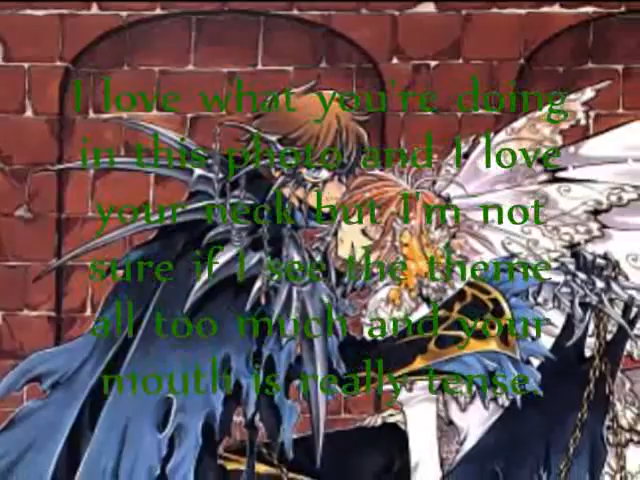 I love what you're doing
in this photo and I love
your neck but I'm not
sure if I see the theme
all too much and your
mouth is really tense.